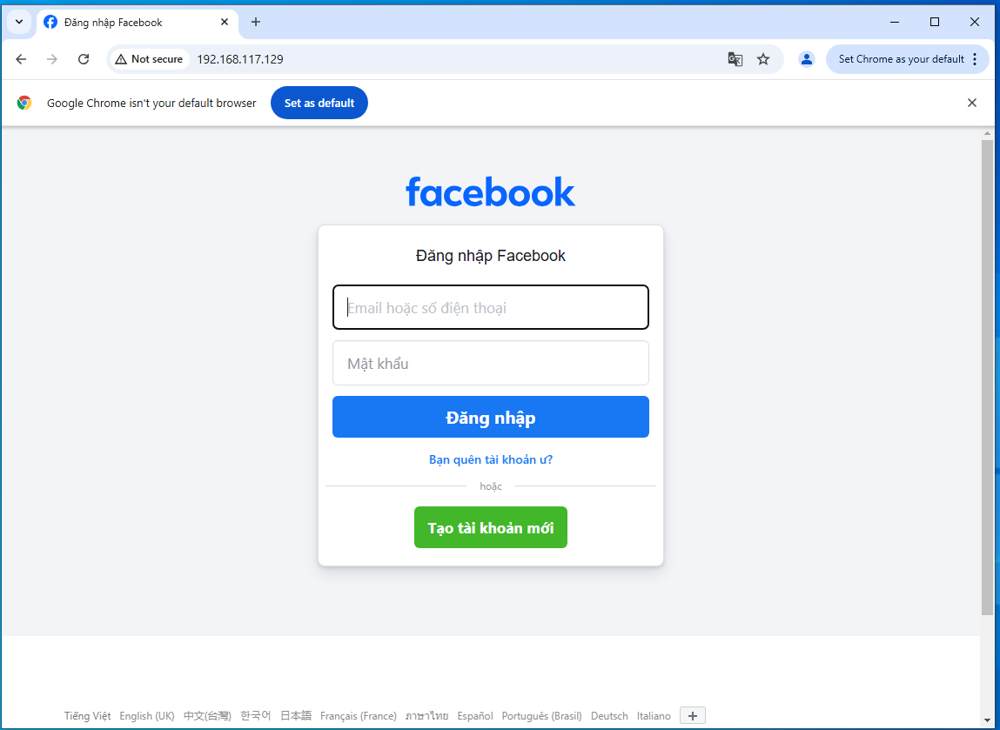 Đăng nhập Facebook
Not secure 192.168.117.129 Set Chrome as your default
Google Chrome isn't your default browser Set as default
facebook
Đăng nhập Facebook
Email hoặc số điện thoại
Mật khẩu
Đăng nhập
Bạn quên tài khoản ư?
hoặc
Tạo tài khoản mới
Tiếng Việt English (UK) 中文(台灣) 한국어 日本語 Français (France) ภาษาไทย Español Português (Brasil) Deutsch Italiano